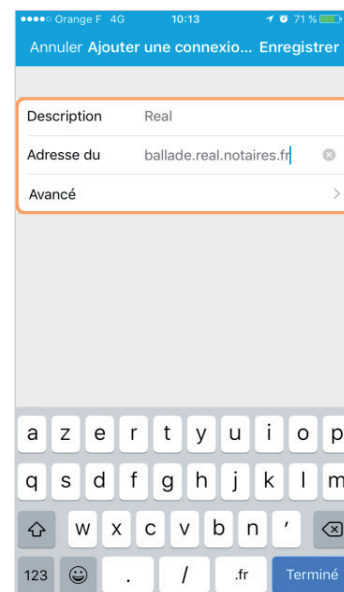 Orange F 4G 10:13 71 %
Annuler Ajouter une connexio... Enregistrer
Description Real
Adresse du ballade.real.notaires.fr
Avancé
a z e r t y u i o p
q s d f g h j k l m
w x c v b n ′
123 . / .fr Terminé